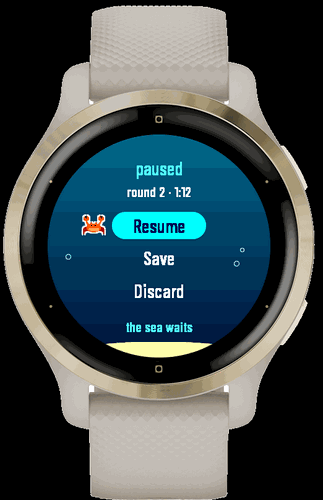 paused
round 2 · 1:12
Resume
Save
Discard
the sea waits